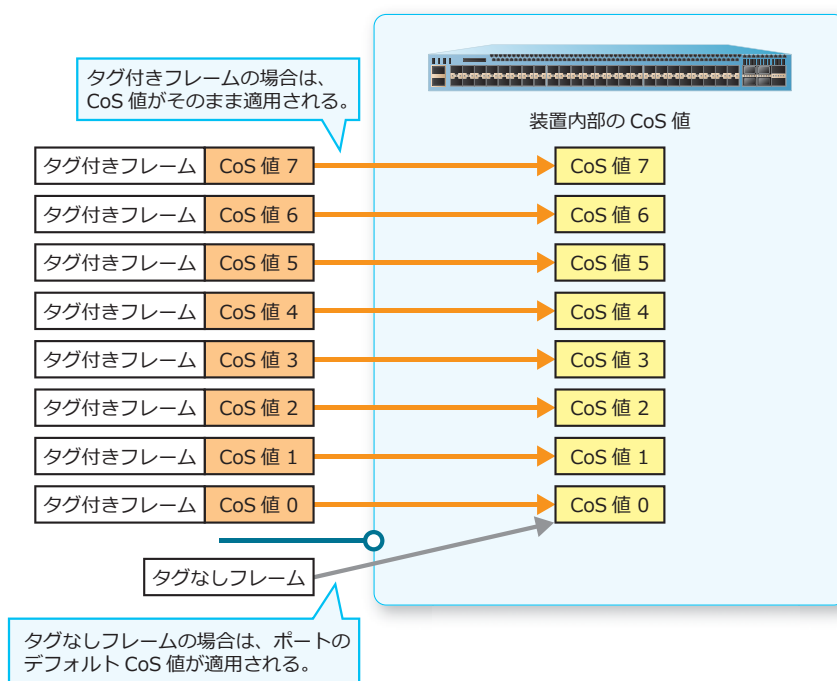 タグ付きフレームの場合は、
CoS 値がそのまま適用される。
装置内部の CoS 値
タグ付きフレーム CoS 値 7 CoS 値 7
タグ付きフレーム CoS 値 6 CoS 値 6
タグ付きフレーム CoS 値 5 CoS 値 5
タグ付きフレーム CoS 値 4 CoS 値 4
タグ付きフレーム CoS 値 3 CoS 値 3
タグ付きフレーム CoS 値 2 CoS 値 2
タグ付きフレーム CoS 値 1 CoS 値 1
タグ付きフレーム CoS 値 0 CoS 値 0
タグなしフレーム
タグなしフレームの場合は、ポートの
デフォルト CoS 値が適用される。